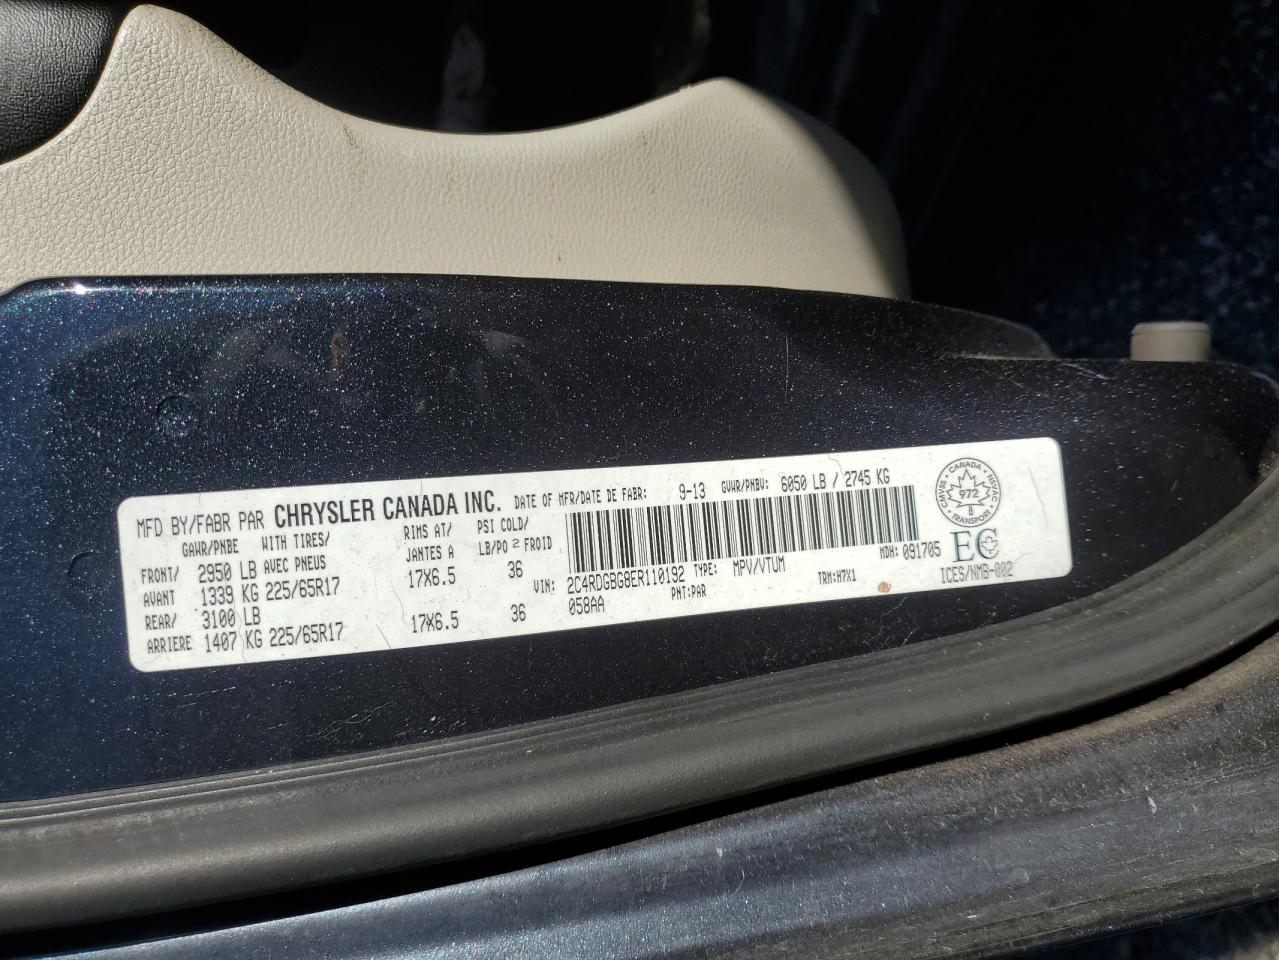 MFD BY/FABR PAR CHRYSLER CANADA INC. DATE OF MFR/DATE DE FABR: 9-13 GVWR/PNBV: 6050 LB / 2745 KG
GAWR/PNBE WITH TIRES/ RIMS AT/ PSI COLD/
AVEC PNEUS JANTES A LB/PO 2 FROID
FRONT/ 2950 LB
AVANT 1339 KG 225/65R17 17X6.5 36
REAR/ 3100 LB
ARRIERE 1407 KG 225/65R17 17X6.5 36
VIN: 2C4RDGBG8ER110192 TYPE: MPV/VTUM MDH: 091705
058AA PNT:PAR TRM:H7X1
CMVSS CANADA NSVAC
972
8
TRANSPORT
EC
ICES/NMB-002